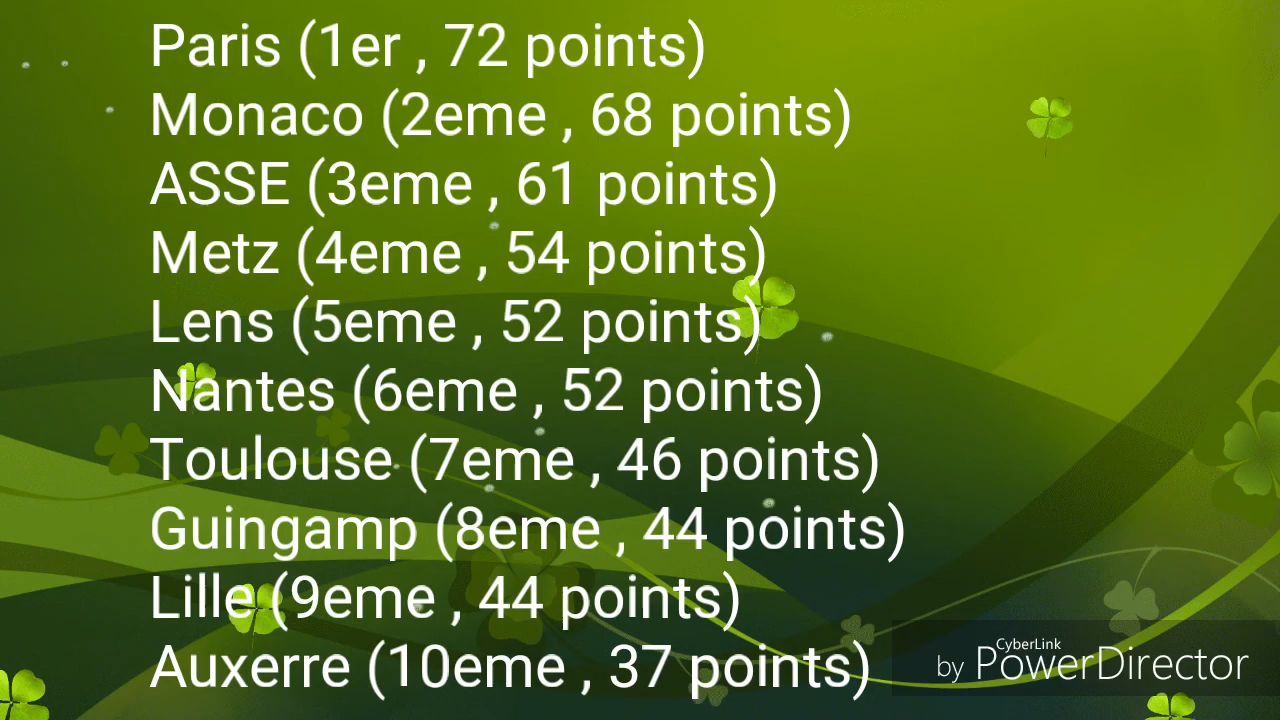 Paris (1er , 72 points)
Monaco (2eme , 68 points)
ASSE (3eme , 61 points)
Metz (4eme , 54 points)
Lens (5eme , 52 points)
Nantes (6eme , 52 points)
Toulouse (7eme , 46 points)
Guingamp (8eme , 44 points)
Lille (9eme , 44 points)
Auxerre (10eme , 37 points)
CyberLink
by PowerDirector